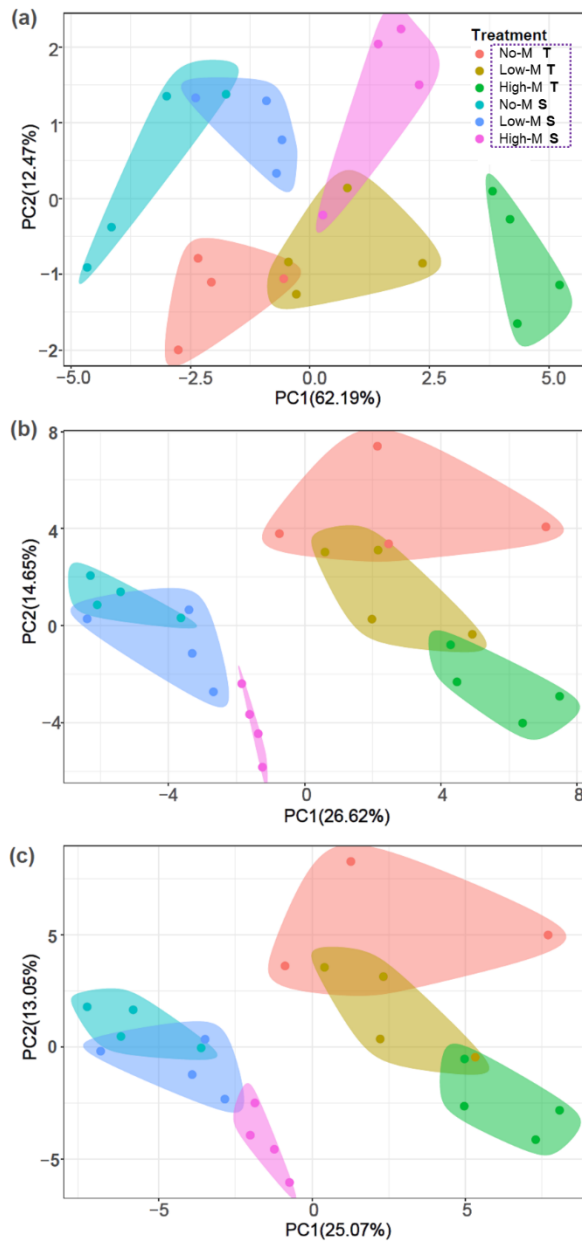 (a)
2
1
0
−1
−2
PC2(12.47%)
−5.0
−2.5
0.0
2.5
5.0
PC1(62.19%)
Treatment
No-M T
Low-M T
High-M T
No-M S
Low-M S
High-M S
(b)
8
4
0
−4
PC2(14.65%)
−4
0
4
8
PC1(26.62%)
(c)
5
0
−5
PC2(13.05%)
−5
0
5
PC1(25.07%)